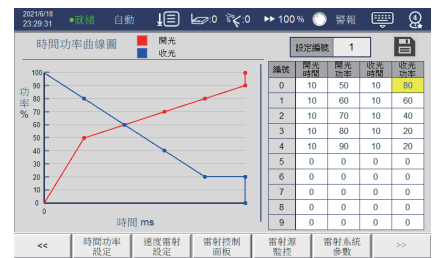 2021/6/18
23:29:31
●就緒 自動 :0 :0 ▸▸ 100 % 警報
時間功率曲線圖
開光
收光
設定編號 1
功率%
100
90
80
70
60
50
40
30
20
10
0
0
時間 ms
編號 開光時間 開光功率 收光時間 收光功率
0 10 50 10 80
1 10 60 10 60
2 10 70 10 40
3 10 80 10 20
4 10 90 10 20
5 0 0 0 0
6 0 0 0 0
7 0 0 0 0
8 0 0 0 0
9 0 0 0 0
<< 時間功率設定 速度雷射設定 雷射控制面板 雷射源監控 雷射系統參數 >>